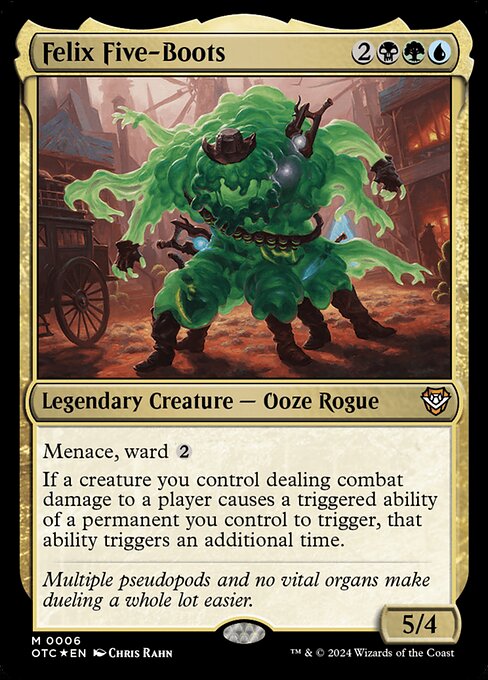 Felix Five-Boots 2
Legendary Creature — Ooze Rogue
Menace, ward 2
If a creature you control dealing combat
damage to a player causes a triggered ability
of a permanent you control to trigger, that
ability triggers an additional time.
Multiple pseudopods and no vital organs make
dueling a whole lot easier.
5/4
M 0006
OTC★EN Chris Rahn
™ & © 2024 Wizards of the Coast